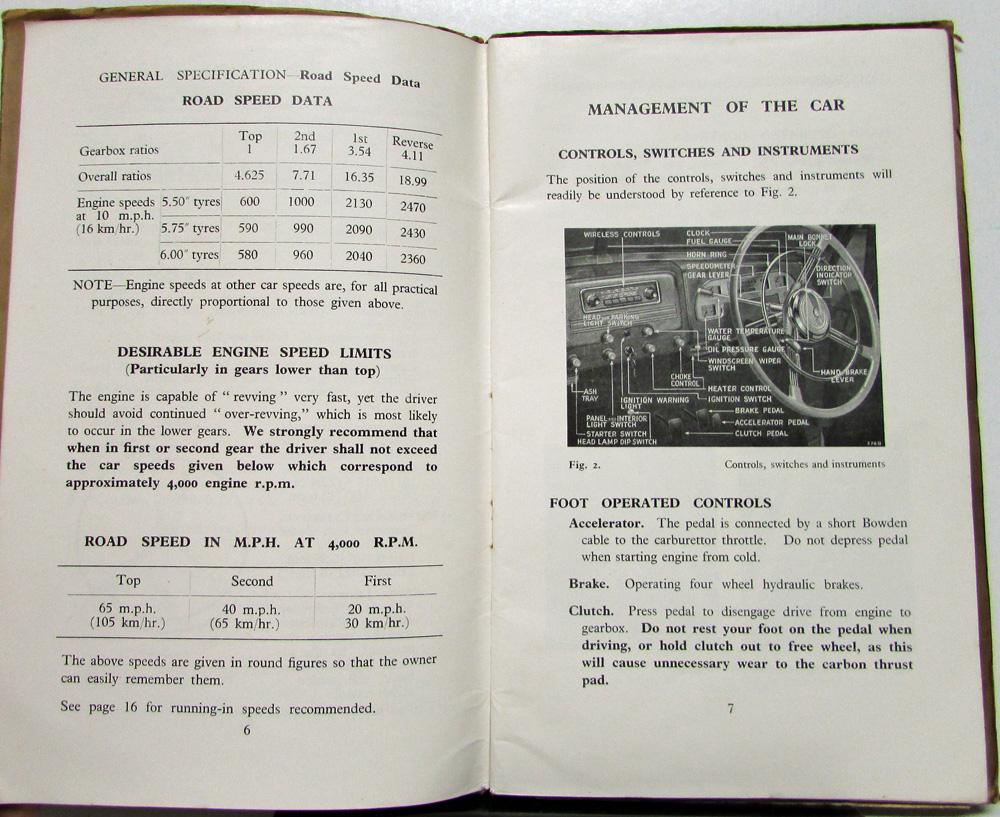 GENERAL SPECIFICATION—Road Speed Data
ROAD SPEED DATA
Gearbox ratios Top 1 2nd 1.67 1st 3.54 Reverse 4.11
Overall ratios 4.625 7.71 16.35 18.99
Engine speeds 5.50" tyres 600 1000 2130 2470
at 10 m.p.h.
(16 km/hr.) 5.75" tyres 590 990 2090 2430
6.00" tyres 580 960 2040 2360
NOTE—Engine speeds at other car speeds are, for all practical
purposes, directly proportional to those given above.
DESIRABLE ENGINE SPEED LIMITS
(Particularly in gears lower than top)
The engine is capable of "revving" very fast, yet the driver
should avoid continued "over-revving," which is most likely
to occur in the lower gears. We strongly recommend that
when in first or second gear the driver shall not exceed
the car speeds given below which correspond to
approximately 4,000 engine r.p.m.
ROAD SPEED IN M.P.H. AT 4,000 R.P.M.
Top Second First
65 m.p.h. 40 m.p.h. 20 m.p.h.
(105 km/hr.) (65 km/hr.) 30 km/hr.)
The above speeds are given in round figures so that the owner
can easily remember them.
See page 16 for running-in speeds recommended.
6
MANAGEMENT OF THE CAR
CONTROLS, SWITCHES AND INSTRUMENTS
The position of the controls, switches and instruments will
readily be understood by reference to Fig. 2.
WIRELESS CONTROLS
CLOCK
FUEL GAUGE
MAIN BONNET
LOCK
HORN RING
SPEEDOMETER
GEAR LEVER
DIRECTION
INDICATOR
SWITCH
HEAD AND PARKING
LIGHT SWITCH
WATER TEMPERATURE
GAUGE
OIL PRESSURE GAUGE
WINDSCREEN WIPER
SWITCH
HAND BRAKE
LEVER
CHOKE
CONTROL
HEATER CONTROL
ASH
TRAY
IGNITION WARNING
LIGHT
IGNITION SWITCH
BRAKE PEDAL
PANEL AND INTERIOR
LIGHT SWITCH
ACCELERATOR PEDAL
STARTER SWITCH
CLUTCH PEDAL
HEAD LAMP DIP SWITCH
Fig. 2. Controls, switches and instruments
FOOT OPERATED CONTROLS
Accelerator. The pedal is connected by a short Bowden
cable to the carburettor throttle. Do not depress pedal
when starting engine from cold.
Brake. Operating four wheel hydraulic brakes.
Clutch. Press pedal to disengage drive from engine to
gearbox. Do not rest your foot on the pedal when
driving, or hold clutch out to free wheel, as this
will cause unnecessary wear to the carbon thrust
pad.
7